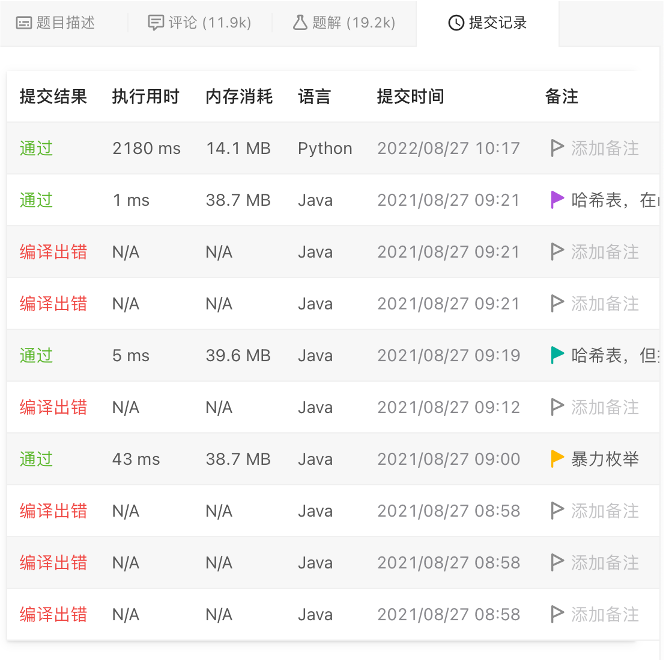 题目描述 评论 (11.9k) 题解 (19.2k) 提交记录
提交结果 执行用时 内存消耗 语言 提交时间 备注
通过 2180 ms 14.1 MB Python 2022/08/27 10:17 添加备注
通过 1 ms 38.7 MB Java 2021/08/27 09:21 哈希表，在
编译出错 N/A N/A Java 2021/08/27 09:21 添加备注
编译出错 N/A N/A Java 2021/08/27 09:21 添加备注
通过 5 ms 39.6 MB Java 2021/08/27 09:19 哈希表，但
编译出错 N/A N/A Java 2021/08/27 09:12 添加备注
通过 43 ms 38.7 MB Java 2021/08/27 09:00 暴力枚举
编译出错 N/A N/A Java 2021/08/27 08:58 添加备注
编译出错 N/A N/A Java 2021/08/27 08:58 添加备注
编译出错 N/A N/A Java 2021/08/27 08:58 添加备注